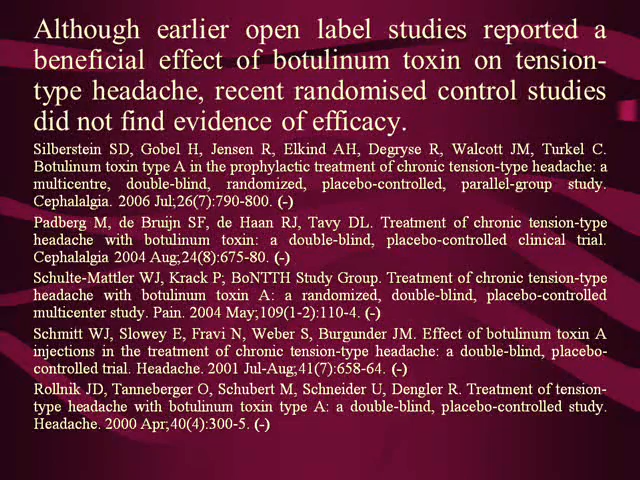 Although earlier open label studies reported a
beneficial effect of botulinum toxin on tension-
type headache, recent randomised control studies
did not find evidence of efficacy.
Silberstein SD, Gobel H, Jensen R, Elkind AH, Degryse R, Walcott JM, Turkel C.
Botulinum toxin type A in the prophylactic treatment of chronic tension-type headache: a
multicentre, double-blind, randomized, placebo-controlled, parallel-group study.
Cephalalgia. 2006 Jul;26(7):790-800. (-)
Padberg M, de Bruijn SF, de Haan RJ, Tavy DL. Treatment of chronic tension-type
headache with botulinum toxin: a double-blind, placebo-controlled clinical trial.
Cephalalgia 2004 Aug;24(8):675-80. (-)
Schulte-Mattler WJ, Krack P; BoNTTH Study Group. Treatment of chronic tension-type
headache with botulinum toxin A: a randomized, double-blind, placebo-controlled
multicenter study. Pain. 2004 May;109(1-2):110-4. (-)
Schmitt WJ, Slowey E, Fravi N, Weber S, Burgunder JM. Effect of botulinum toxin A
injections in the treatment of chronic tension-type headache: a double-blind, placebo-
controlled trial. Headache. 2001 Jul-Aug;41(7):658-64. (-)
Rollnik JD, Tanneberger O, Schubert M, Schneider U, Dengler R. Treatment of tension-
type headache with botulinum toxin type A: a double-blind, placebo-controlled study.
Headache. 2000 Apr;40(4):300-5. (-)